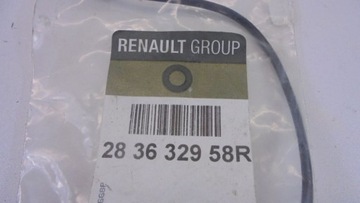 RENAULT GROUP
28 36 329 58R